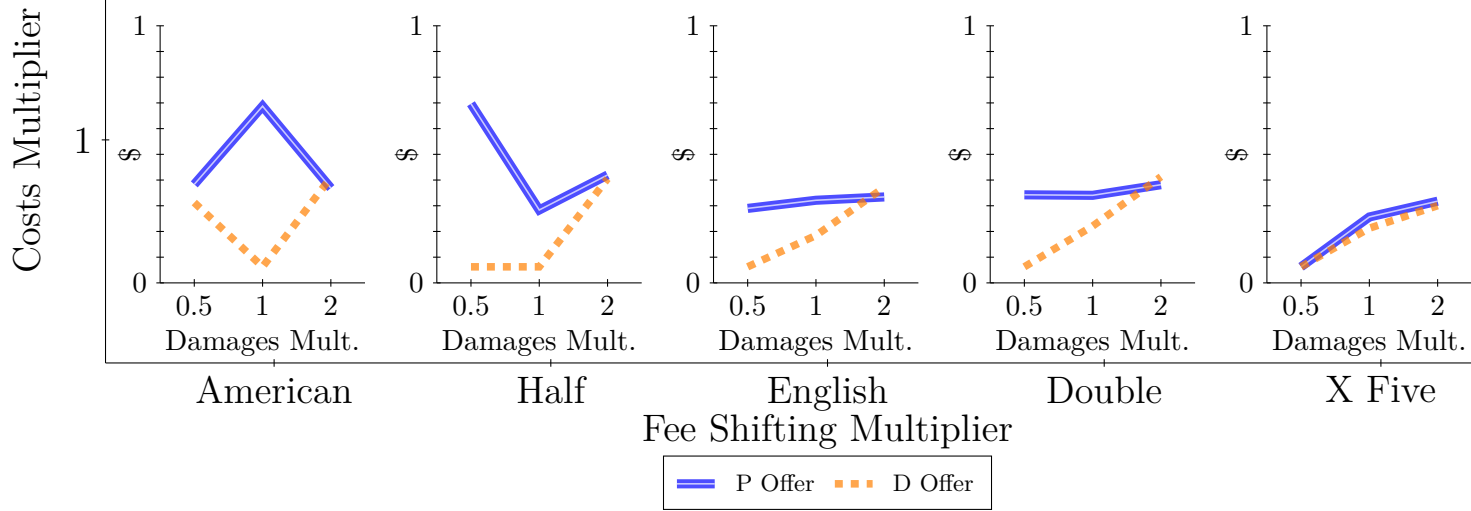 Costs Multiplier
1
1 1 1 1 1
$ $ $ $ $
0 0 0 0 0
0.5 1 2 0.5 1 2 0.5 1 2 0.5 1 2 0.5 1 2
Damages Mult. Damages Mult. Damages Mult. Damages Mult. Damages Mult.
American Half English Double X Five
Fee Shifting Multiplier
P Offer D Offer